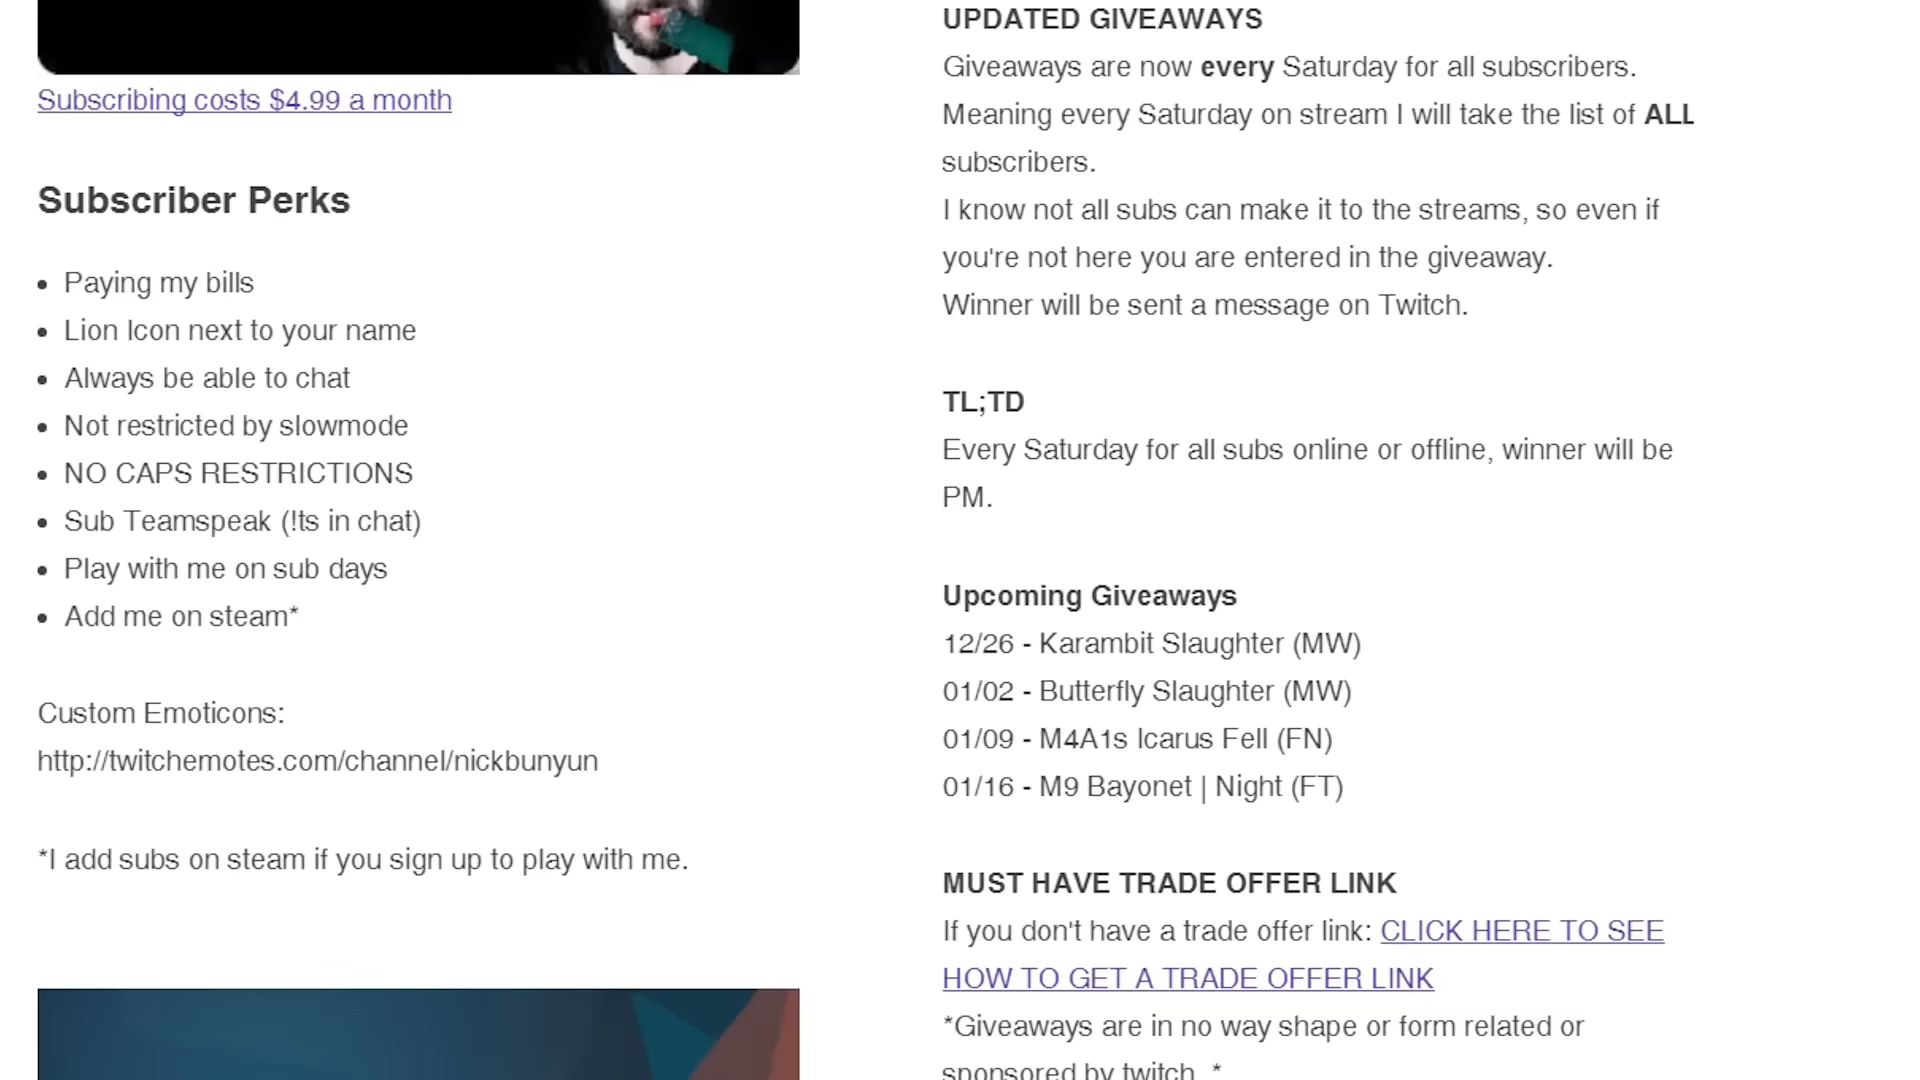 Subscribing costs $4.99 a month
Subscriber Perks
Paying my bills
Lion Icon next to your name
Always be able to chat
Not restricted by slowmode
NO CAPS RESTRICTIONS
Sub Teamspeak (!ts in chat)
Play with me on sub days
Add me on steam*
Custom Emoticons:
http://twitchemotes.com/channel/nickbunyun
*I add subs on steam if you sign up to play with me.
UPDATED GIVEAWAYS
Giveaways are now every Saturday for all subscribers.
Meaning every Saturday on stream I will take the list of ALL
subscribers.
I know not all subs can make it to the streams, so even if
you're not here you are entered in the giveaway.
Winner will be sent a message on Twitch.
TL;TD
Every Saturday for all subs online or offline, winner will be
PM.
Upcoming Giveaways
12/26 - Karambit Slaughter (MW)
01/02 - Butterfly Slaughter (MW)
01/09 - M4A1s Icarus Fell (FN)
01/16 - M9 Bayonet | Night (FT)
MUST HAVE TRADE OFFER LINK
If you don't have a trade offer link: CLICK HERE TO SEE
HOW TO GET A TRADE OFFER LINK
*Giveaways are in no way shape or form related or
sponsored by twitch. *